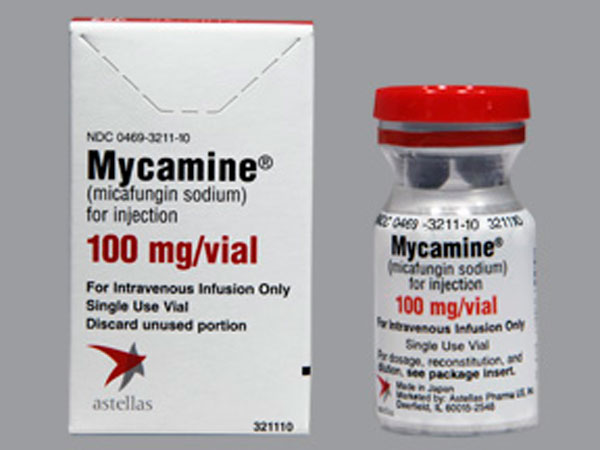 NDC 0469-3211-10
Mycamine®
(micafungin sodium)
for injection
100 mg/vial
For Intravenous Infusion Only
Single Use Vial
Discard unused portion
astellas
321110
NDC 0469-3211-10 321110
Mycamine®
(micafungin sodium)
for injection
100 mg/vial
For Intravenous Infusion Only
Single Use Vial
For dosage, reconstitution, and
dilution, see package insert.
Made in Japan
Marketed by: Astellas Pharma US,
Deerfield, IL 60015-2548